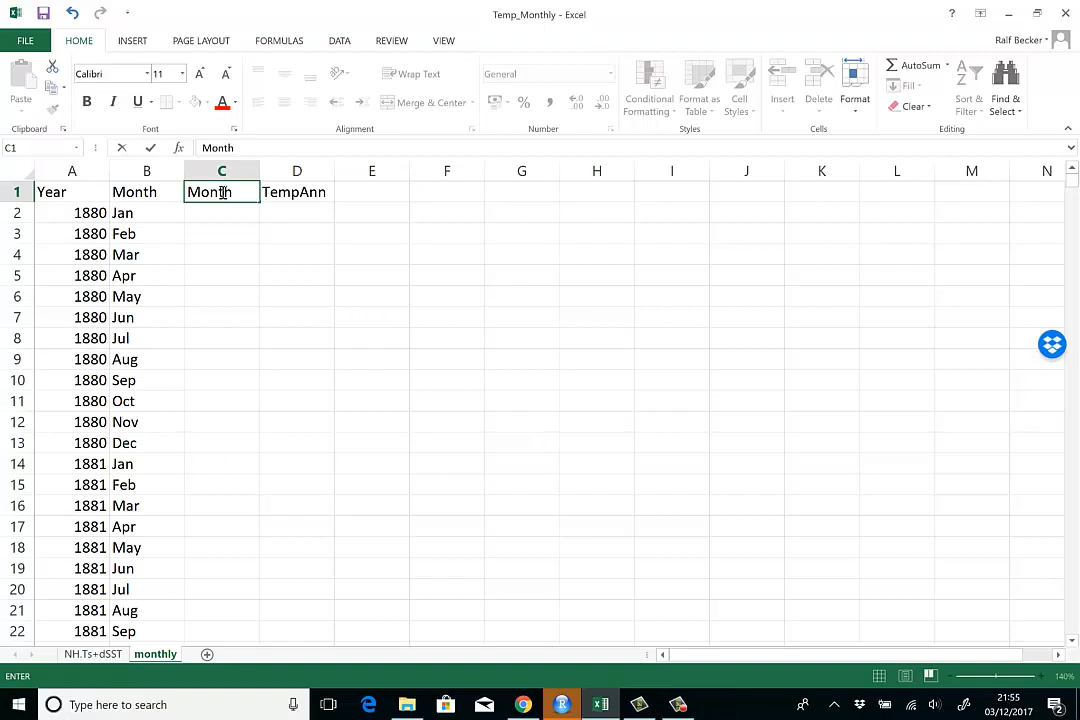 Temp_Monthly - Excel
Ralf Becker
FILE HOME INSERT PAGE LAYOUT FORMULAS DATA REVIEW VIEW
Calibri 11 Wrap Text General Conditional Formatting Format as Table Cell Styles Insert Delete Format AutoSum Fill Clear Sort & Filter Find & Select
Paste B I U A Merge & Center %
Clipboard Font Alignment Number Styles Cells Editing
C1 fx Month
A B C D E F G H I J K L M N
1 Year Month Month TempAnn
2 1880 Jan
3 1880 Feb
4 1880 Mar
5 1880 Apr
6 1880 May
7 1880 Jun
8 1880 Jul
9 1880 Aug
10 1880 Sep
11 1880 Oct
12 1880 Nov
13 1880 Dec
14 1881 Jan
15 1881 Feb
16 1881 Mar
17 1881 Apr
18 1881 May
19 1881 Jun
20 1881 Jul
21 1881 Aug
22 1881 Sep
NH.Ts+dSST monthly
ENTER 140%
Type here to search 21:55
03/12/2017